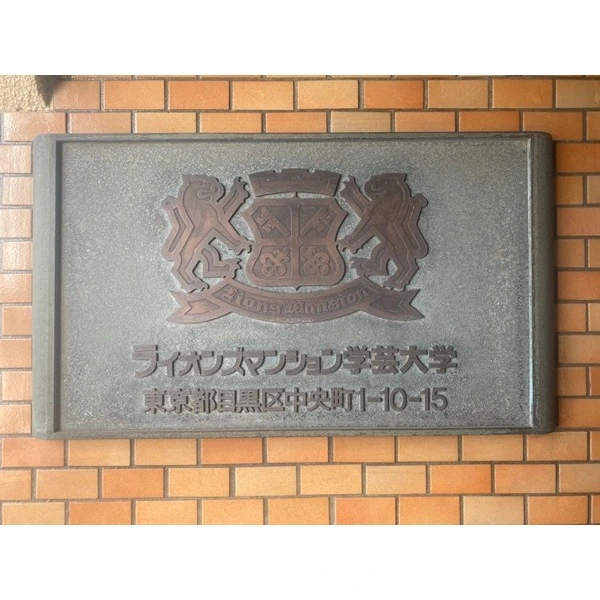 Lions Mansion
ライオンズマンション学芸大学
東京都目黒区中央町1-10-15